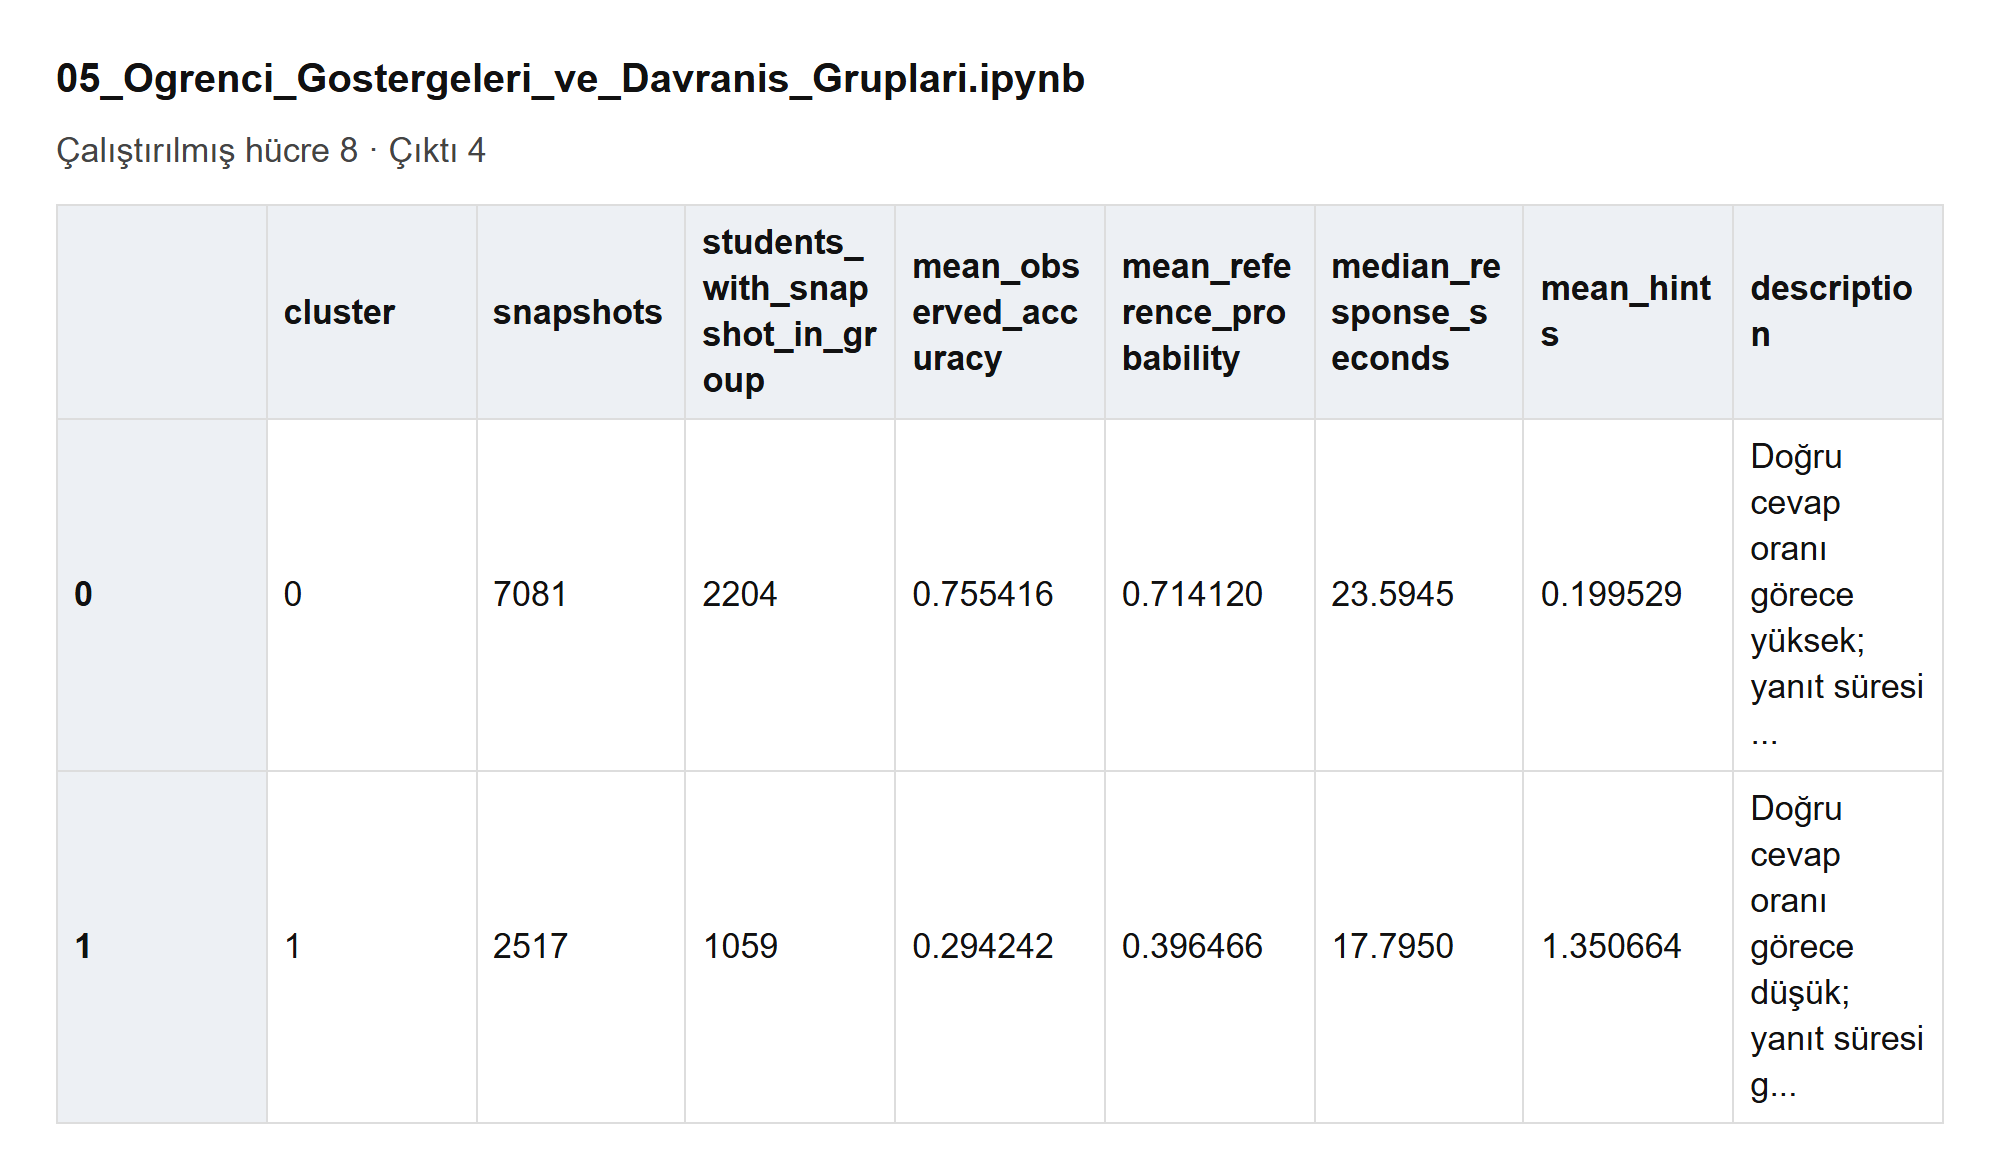 05_Ogrenci_Gostergeleri_ve_Davranis_Gruplari.ipynb
Çalıştırılmış hücre 8 · Çıktı 4
cluster
snapshots
students_
with_snap
shot_in_gr
oup
mean_obs
erved_acc
uracy
mean_refe
rence_pro
bability
median_re
sponse_s
econds
mean_hint
s
descriptio
n
0
0
7081
2204
0.755416
0.714120
23.5945
0.199529
Doğru
cevap
oranı
görece
yüksek;
yanıt süresi
...
1
1
2517
1059
0.294242
0.396466
17.7950
1.350664
Doğru
cevap
oranı
görece
düşük;
yanıt süresi
g...